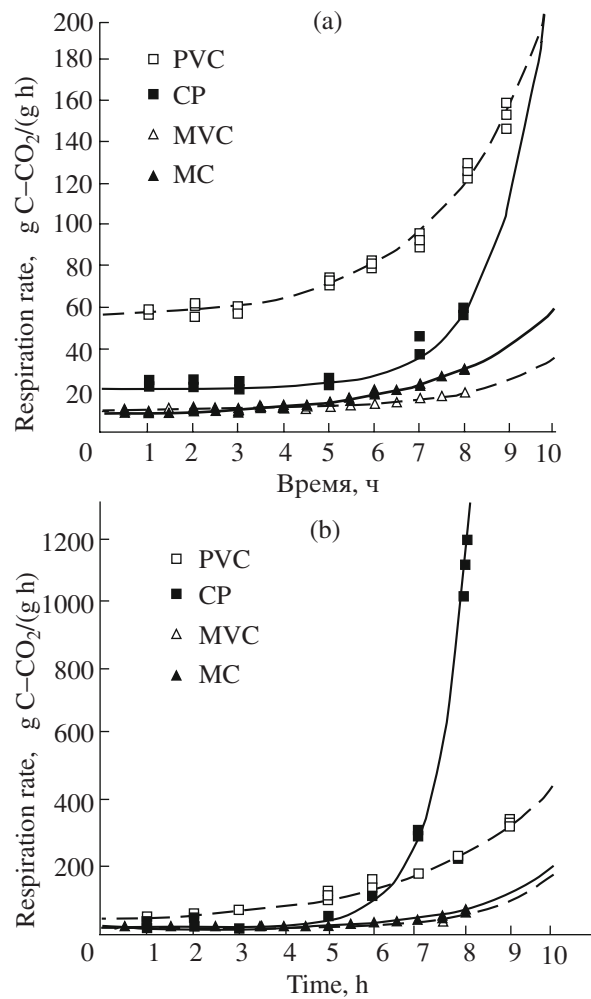 (a)
Respiration rate, g C–CO₂/(g h)
200
180
160
140
120
100
80
60
40
20
0
PVC
CP
MVC
MC
1 2 3 4 5 6 7 8 9 10
Время, ч
(b)
Respiration rate, g C–CO₂/(g h)
1200
1000
800
600
400
200
0
PVC
CP
MVC
MC
1 2 3 4 5 6 7 8 9 10
Time, h